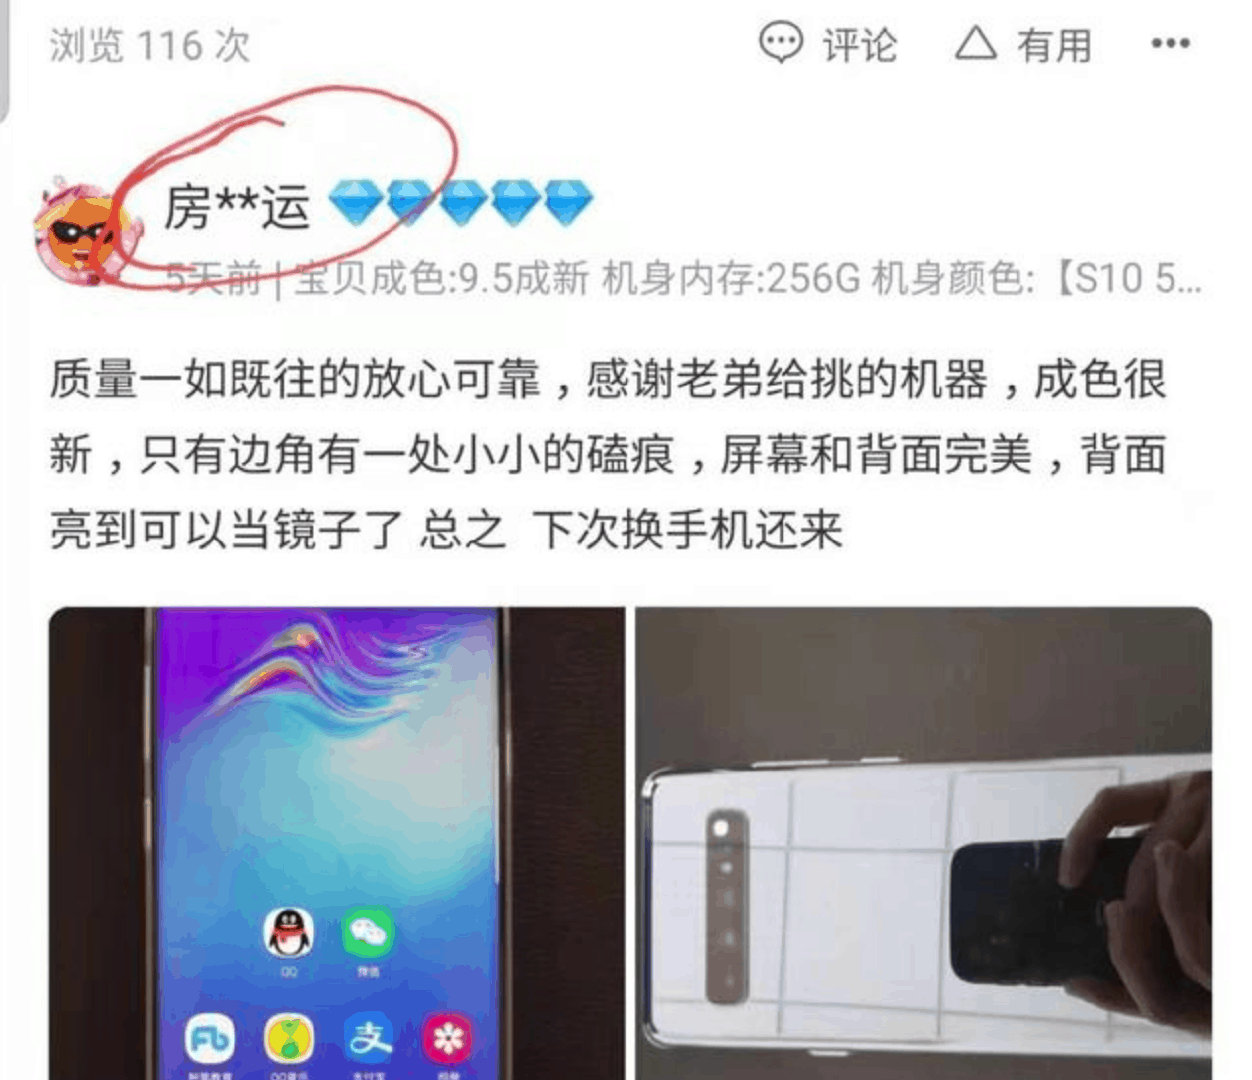 浏览 116 次
评论
有用
房**运
5天前 | 宝贝成色:9.5成新 机身内存:256G 机身颜色:【S10 5...
质量一如既往的放心可靠，感谢老弟给挑的机器，成色很
新，只有边角有一处小小的磕痕，屏幕和背面完美，背面
亮到可以当镜子了 总之 下次换手机还来
QQ
微信
支付宝